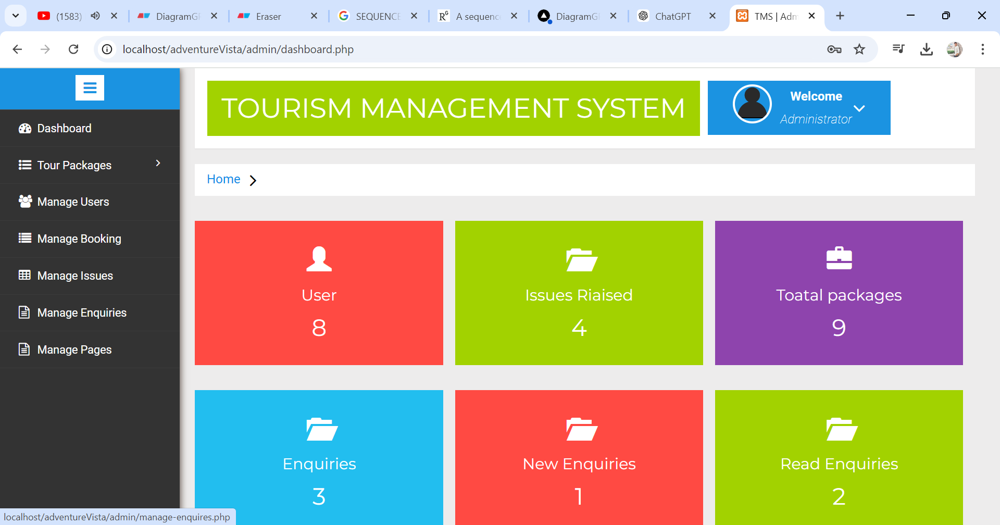 (1583)
DiagramG
Eraser
SEQUENCE
A sequenc
DiagramG
ChatGPT
TMS | Adm
localhost/adventureVista/admin/dashboard.php
TOURISM MANAGEMENT SYSTEM
Welcome
Administrator
Dashboard
Tour Packages
Manage Users
Manage Booking
Manage Issues
Manage Enquiries
Manage Pages
Home
User
8
Issues Riaised
4
Toatal packages
9
Enquiries
3
New Enquiries
1
Read Enquiries
2
localhost/adventureVista/admin/manage-enquires.php